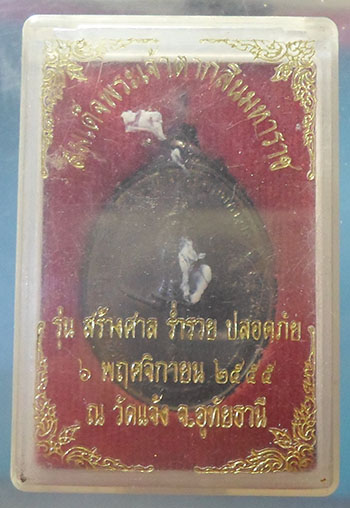 สมเด็จพระเจ้าตากสินมหาราช
รุ่น สร้างศาล ร่ำรวย ปลอดภัย
๖ พฤศจิกายน ๒๕๕๕
ณ วัดแจ้ง จ.อุทัยธานี